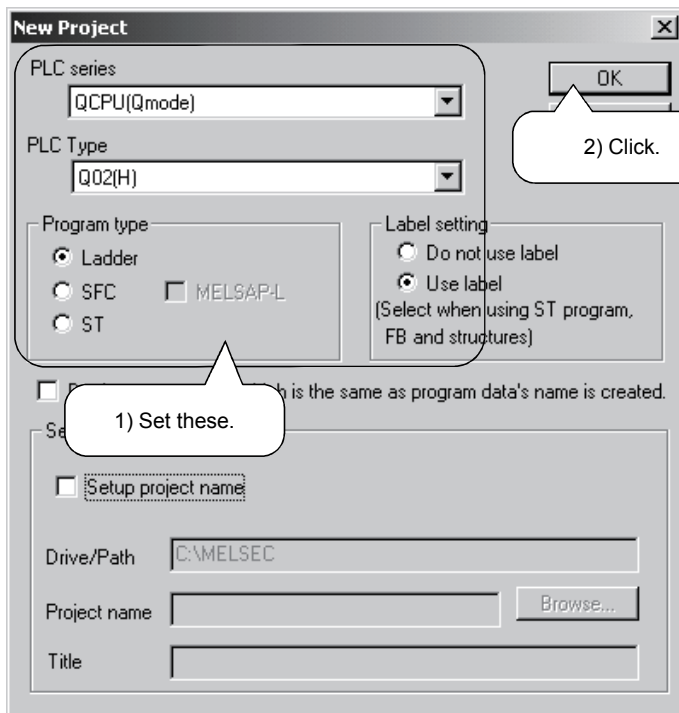 New Project
PLC series
QCPU(Qmode)
OK
PLC Type
2) Click.
Q02(H)
Program type
Label setting
Ladder
Do not use label
SFC
MELSAP-L
Use label
ST
(Select when using ST program,
FB and structures)
is the same as program data's name is created.
1) Set these.
Setup project name
Drive/Path
C:\MELSEC
Project name
Browse...
Title